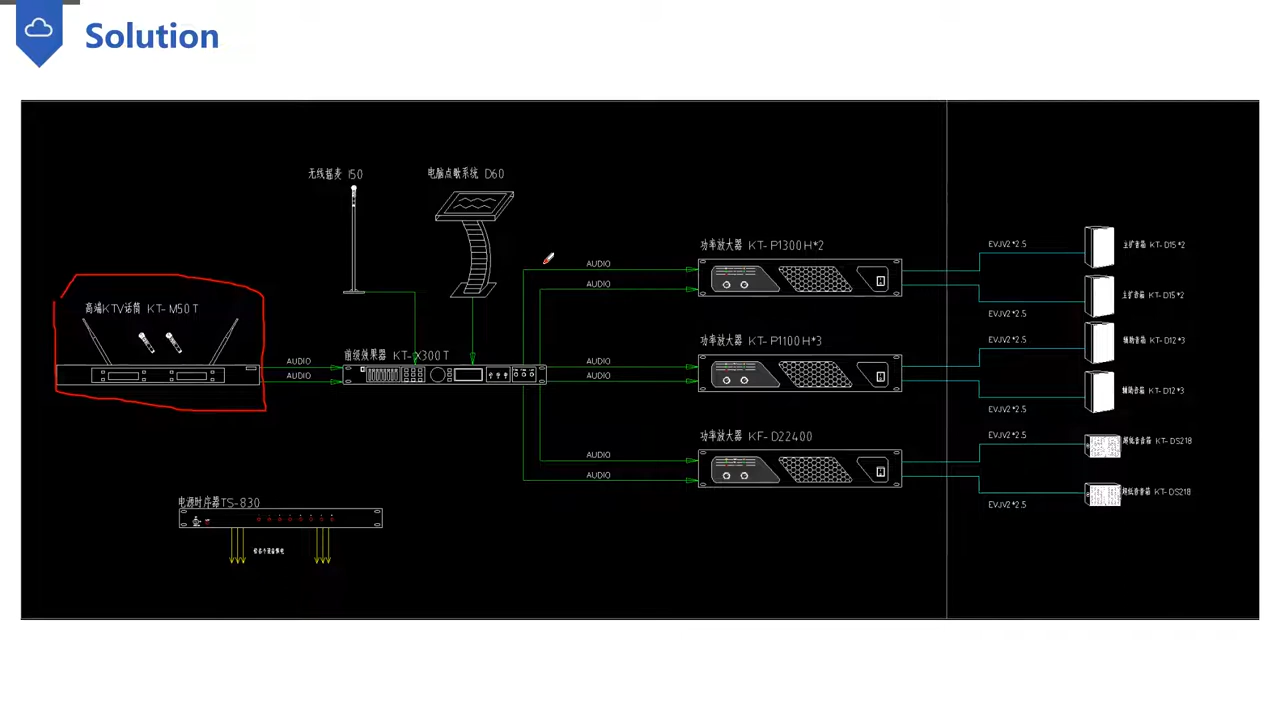 Solution
无线摇麦 I50
电脑点歌系统 D60
高端KTV话筒 KT-M50T
AUDIO
AUDIO
前级效果器 KT-X300T
AUDIO
AUDIO
AUDIO
AUDIO
AUDIO
AUDIO
功率放大器 KT-P1300H*2
功率放大器 KT-P1100H*3
功率放大器 KF-D22400
EVJV2*2.5
EVJV2*2.5
EVJV2*2.5
EVJV2*2.5
EVJV2*2.5
EVJV2*2.5
主扩音箱 KT-D15*2
主扩音箱 KT-D15*2
辅助音箱 KT-D12*3
辅助音箱 KT-D12*3
超低音音箱 KT-DS218
超低音音箱 KT-DS218
电源时序器TS-830